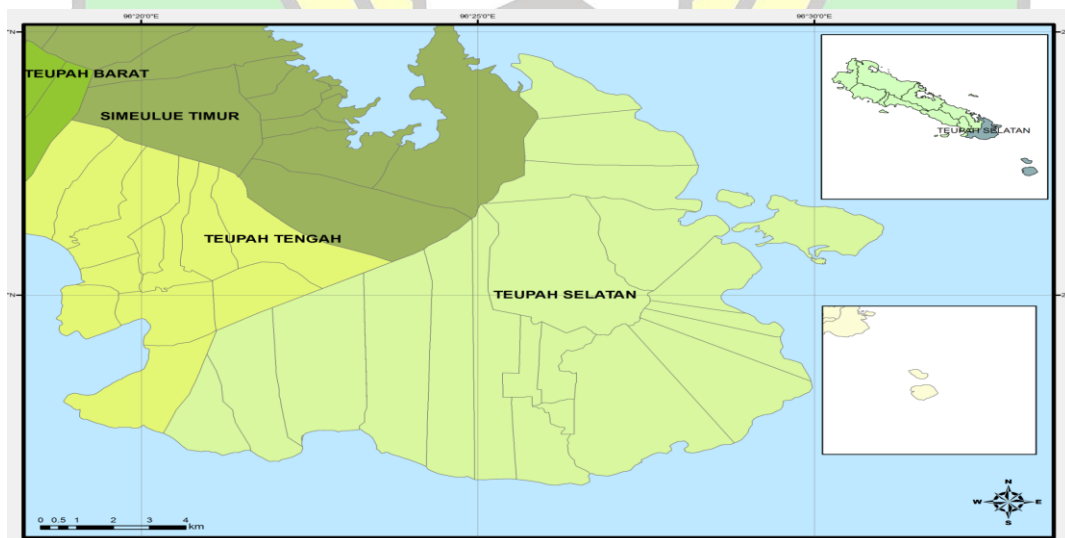 96°20'0"E 96°25'0"E 96°30'0"E
TEUPAH BARAT
SIMEULUE TIMUR
TEUPAH SELATAN
TEUPAH TENGAH
TEUPAH SELATAN
N
W E
S
0 0.5 1 2 3 4
km